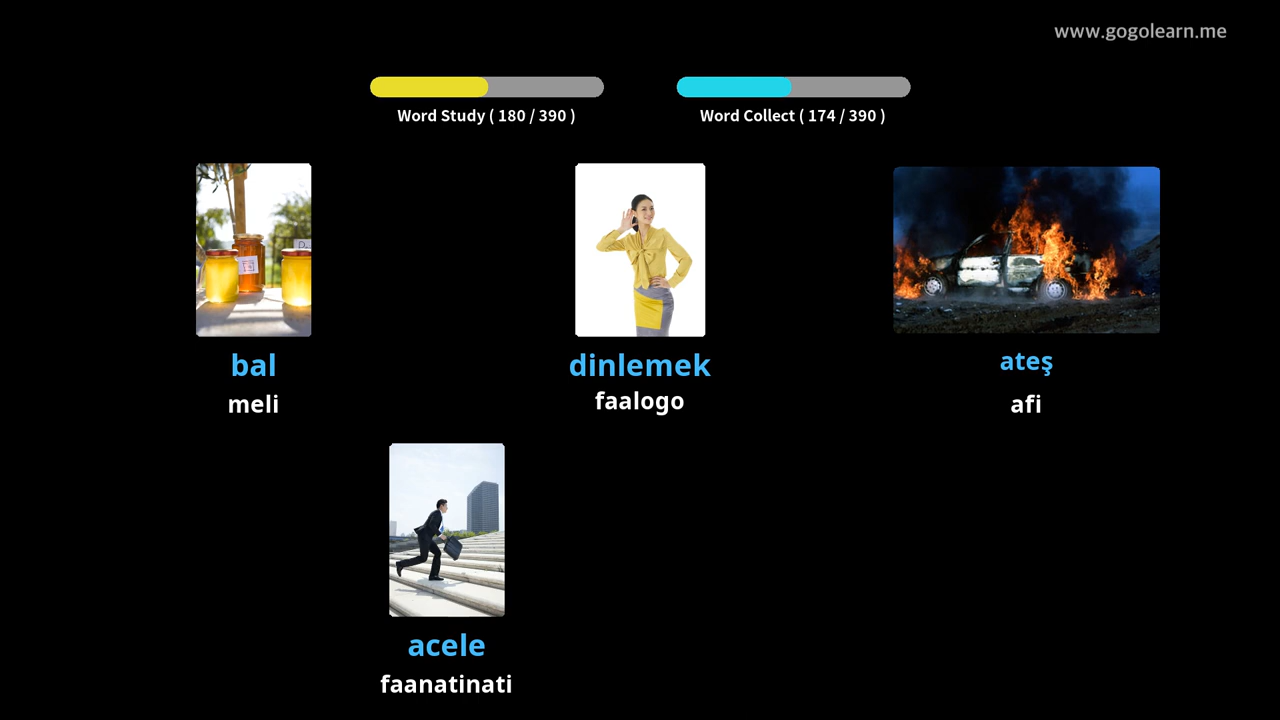 www.gogolearn.me
Word Study ( 180 / 390 )
Word Collect ( 174 / 390 )
bal
meli
dinlemek
faalogo
ateş
afi
acele
faanatinati